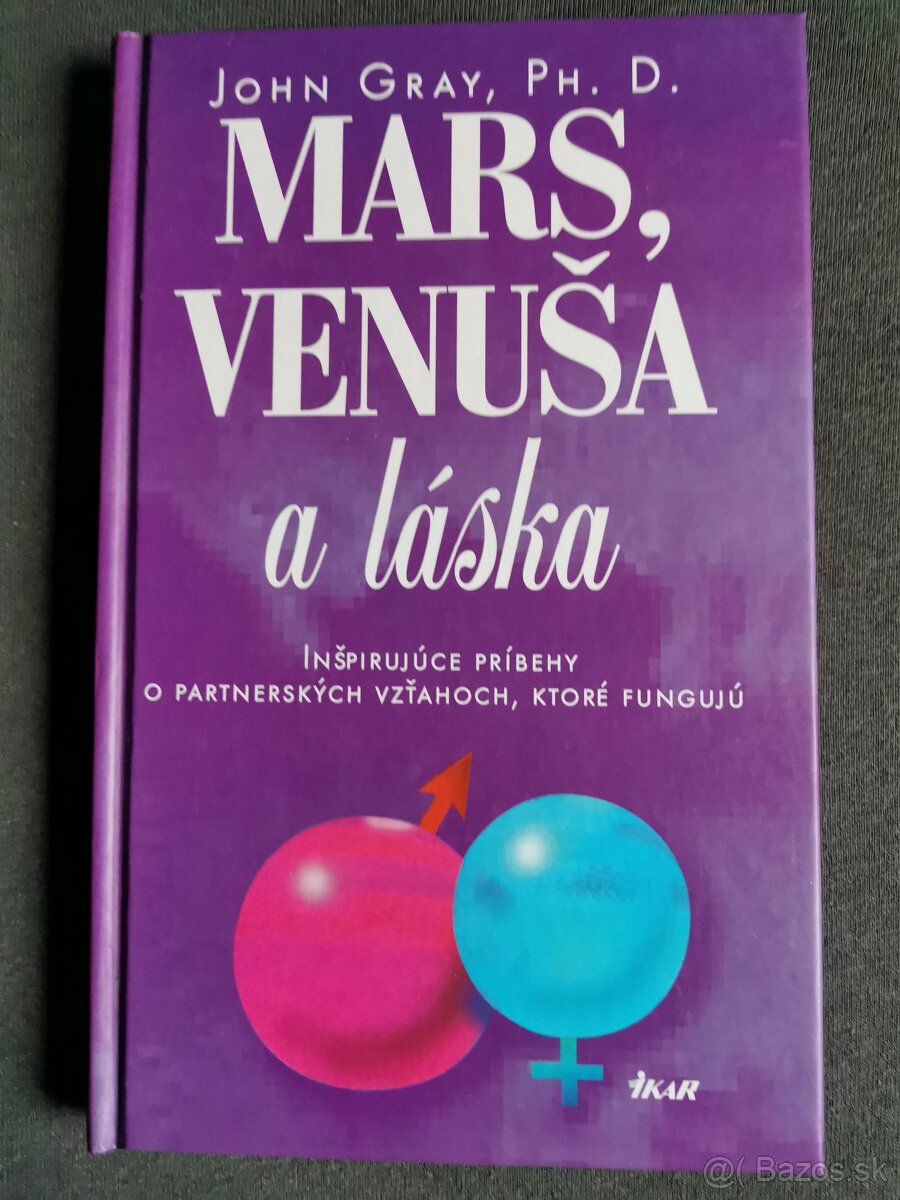 JOHN GRAY, PH. D.
MARS,
VENUŠA
a láska
INŠPIRUJÚCE PRÍBEHY
O PARTNERSKÝCH VZŤAHOCH, KTORÉ FUNGUJÚ
IKAR
@( Bazos.sk